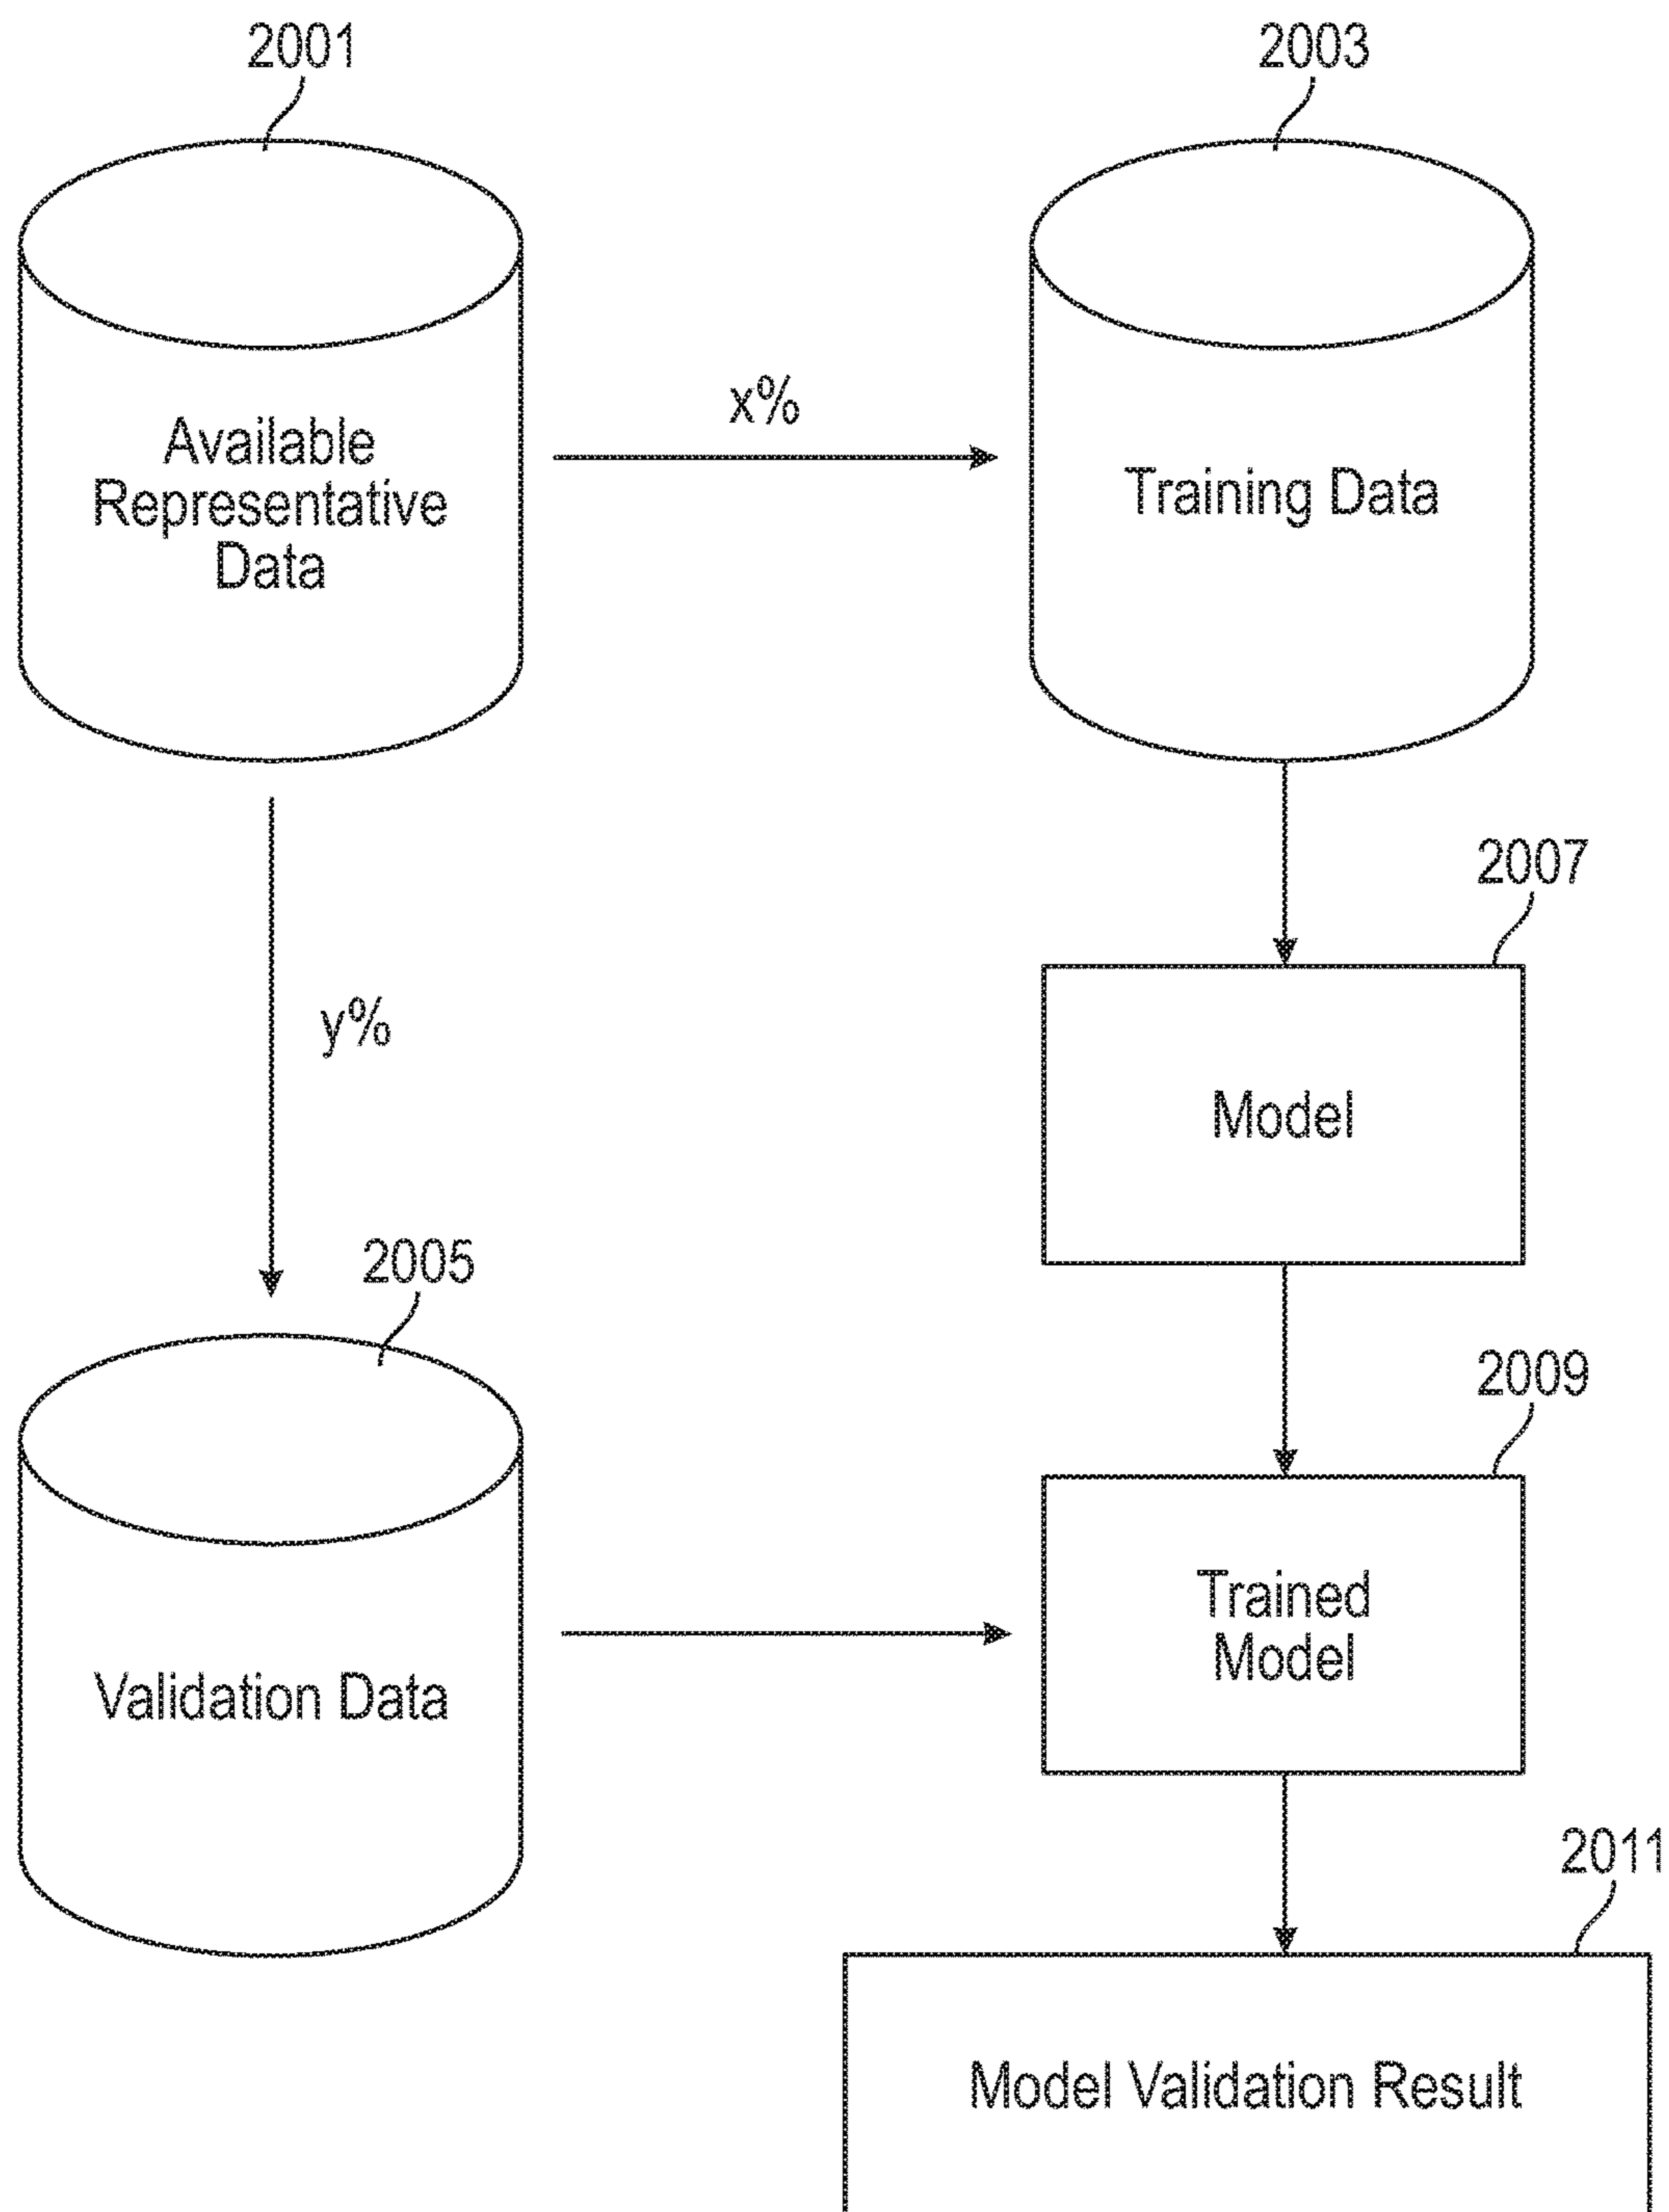 2001
2003
Available
Representative
Data
x%
Training Data
2007
y%
Model
2005
2009
Trained
Model
Validation Data
2011
Model Validation Result